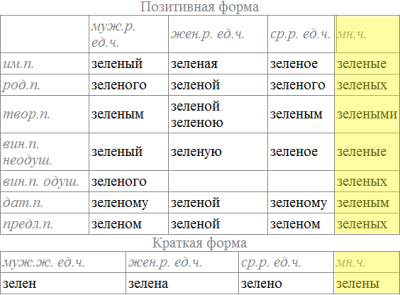 Позитивная форма
муж.р. ед.ч. жен.р. ед.ч. ср.р. ед.ч. мн.ч.
им.п. зеленый зеленая зеленое зеленые
род.п. зеленого зеленой зеленого зеленых
твор.п. зеленым зеленой зеленою зеленым зелеными
вин.п. неодуш. зеленый зеленую зеленое зеленые
вин.п. одуш. зеленого зеленых
дат.п. зеленому зеленой зеленому зеленым
предл.п. зеленом зеленой зеленом зеленых
Краткая форма
муж.ж. ед.ч. жен.р. ед.ч. ср.р. ед.ч. мн.ч.
зелен зелена зелено зелены